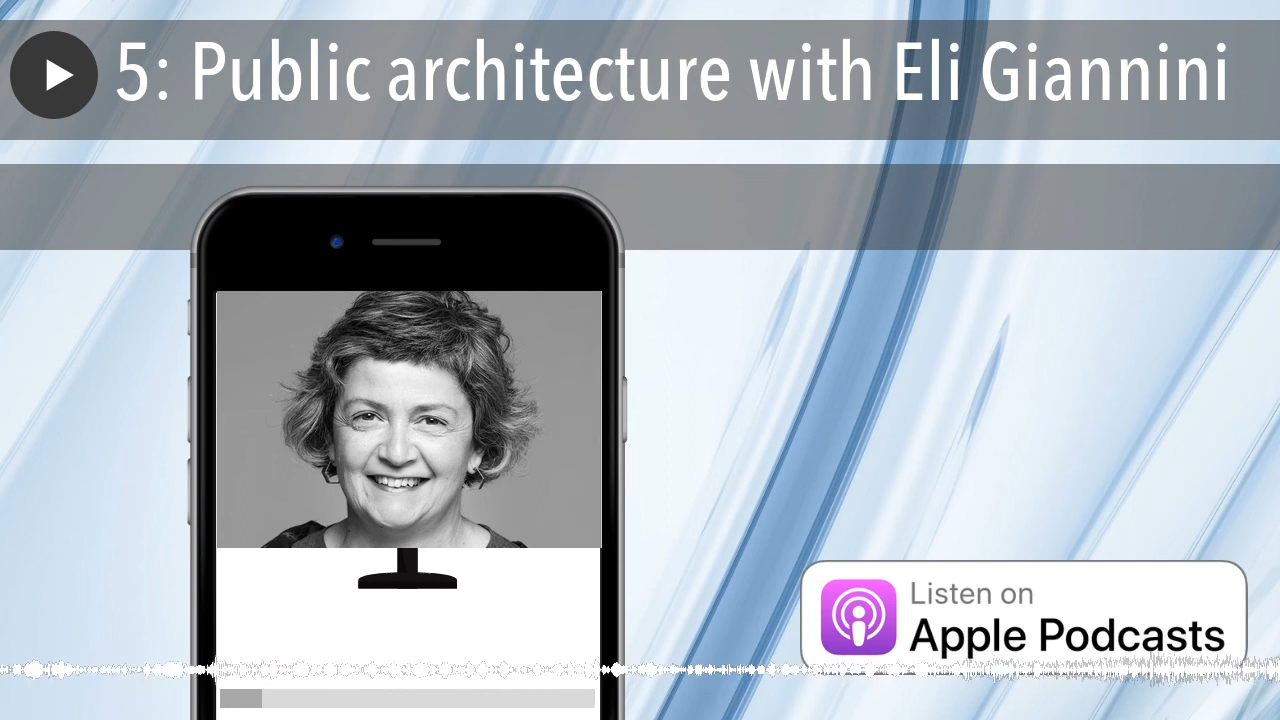 5: Public architecture with Eli Giannini
Listen on
Apple Podcasts